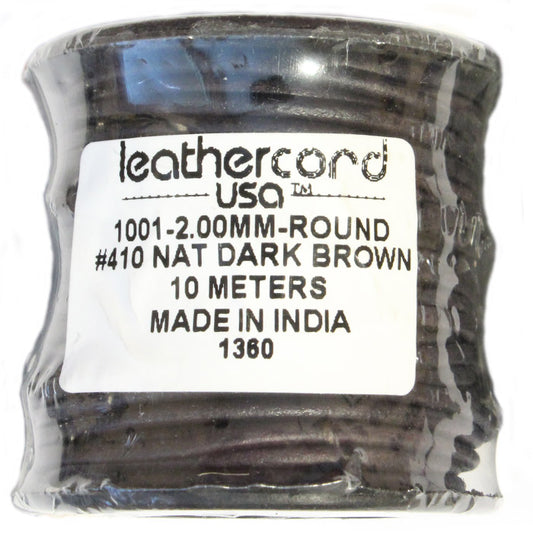 leathercord
usa™
1001-2.00MM-ROUND
#410 NAT DARK BROWN
10 METERS
MADE IN INDIA
1360